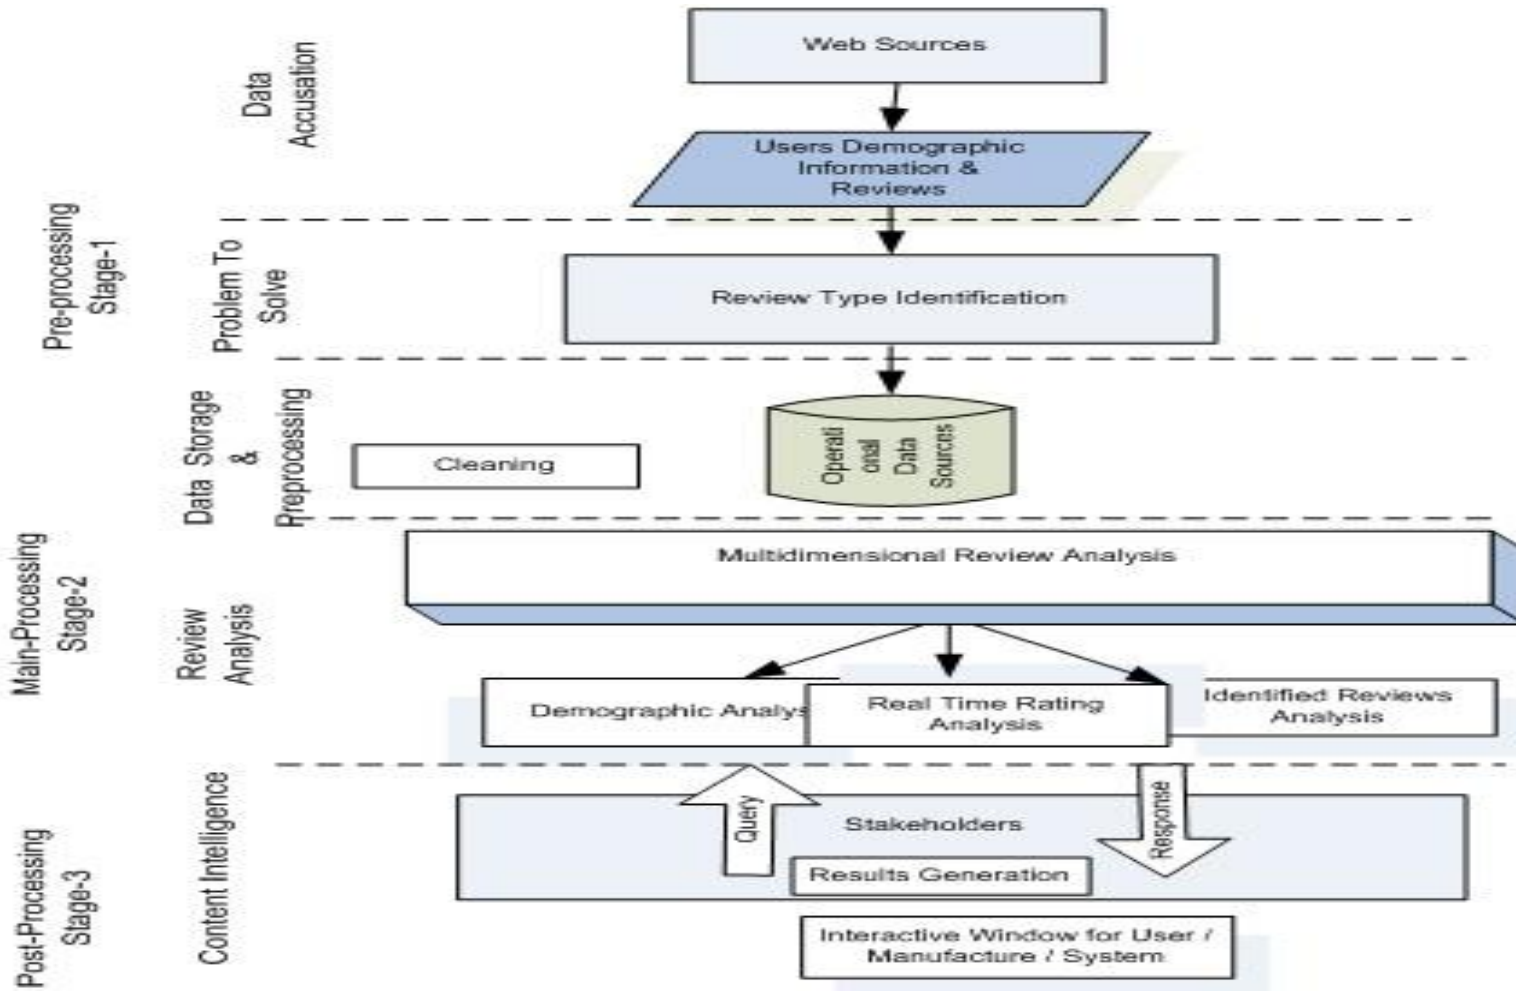 Web Sources
Data
Accusation
Users Demographic
Information &
Reviews
Pre-processing
Stage-1
Problem To
Solve
Review Type Identification
Data Storage
&
Preprocessing
Cleaning
Operati
onal
Data
Sources
Main-Processing
Stage-2
Review
Analysis
Multidimensional Review Analysis
Demographic Analys
Real Time Rating
Analysis
Identified Reviews
Analysis
Post-Processing
Stage-3
Content Intelligence
Query
Stakeholders
Response
Results Generation
Interactive Window for User /
Manufacture / System